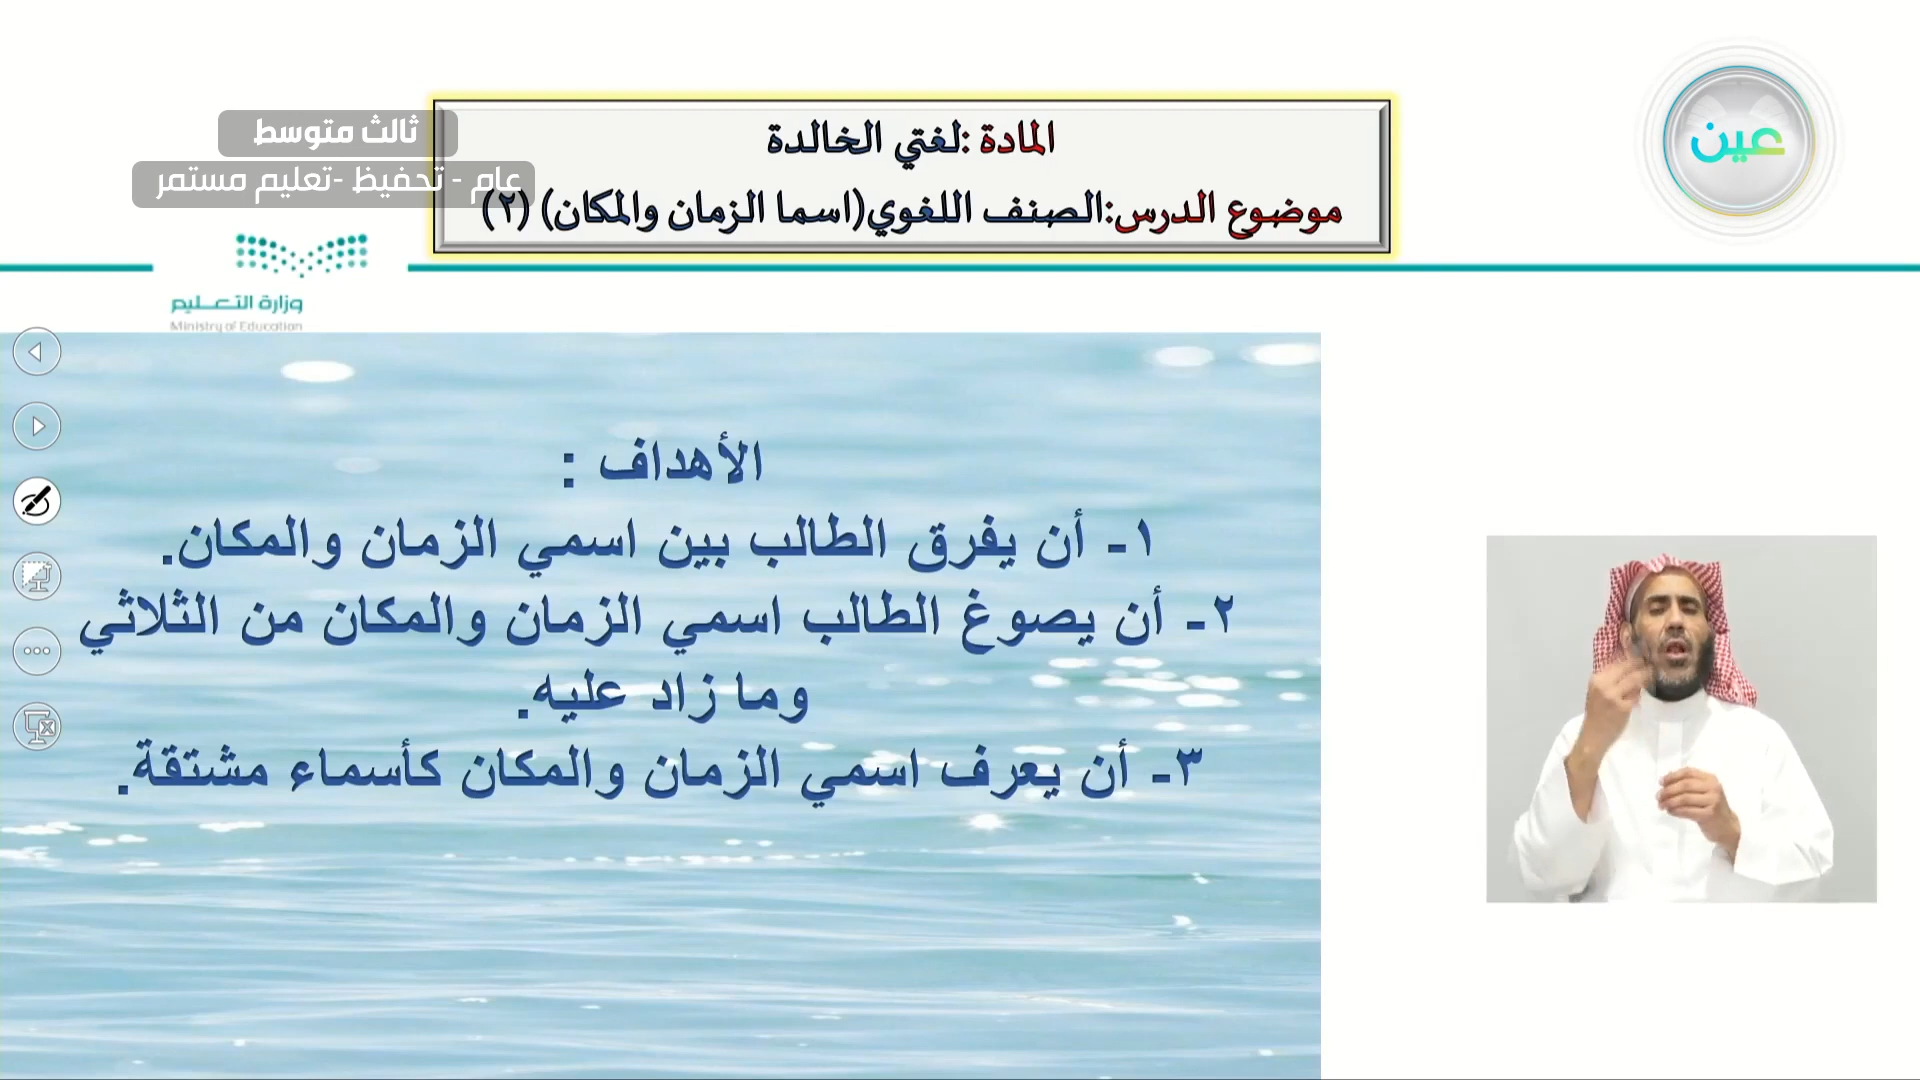 المادة :لغتي الخالدة
موضوع الدرس:الصنف اللغوي(اسما الزمان والمكان) (٢)
ثالث متوسط
عام - تحفيظ -تعليم مستمر
عين
وزارة التعـــليم
Ministry of Education
الأهداف :
١- أن يفرق الطالب بين اسمي الزمان والمكان.
٢- أن يصوغ الطالب اسمي الزمان والمكان من الثلاثي
وما زاد عليه.
٣- أن يعرف اسمي الزمان والمكان كأسماء مشتقة.